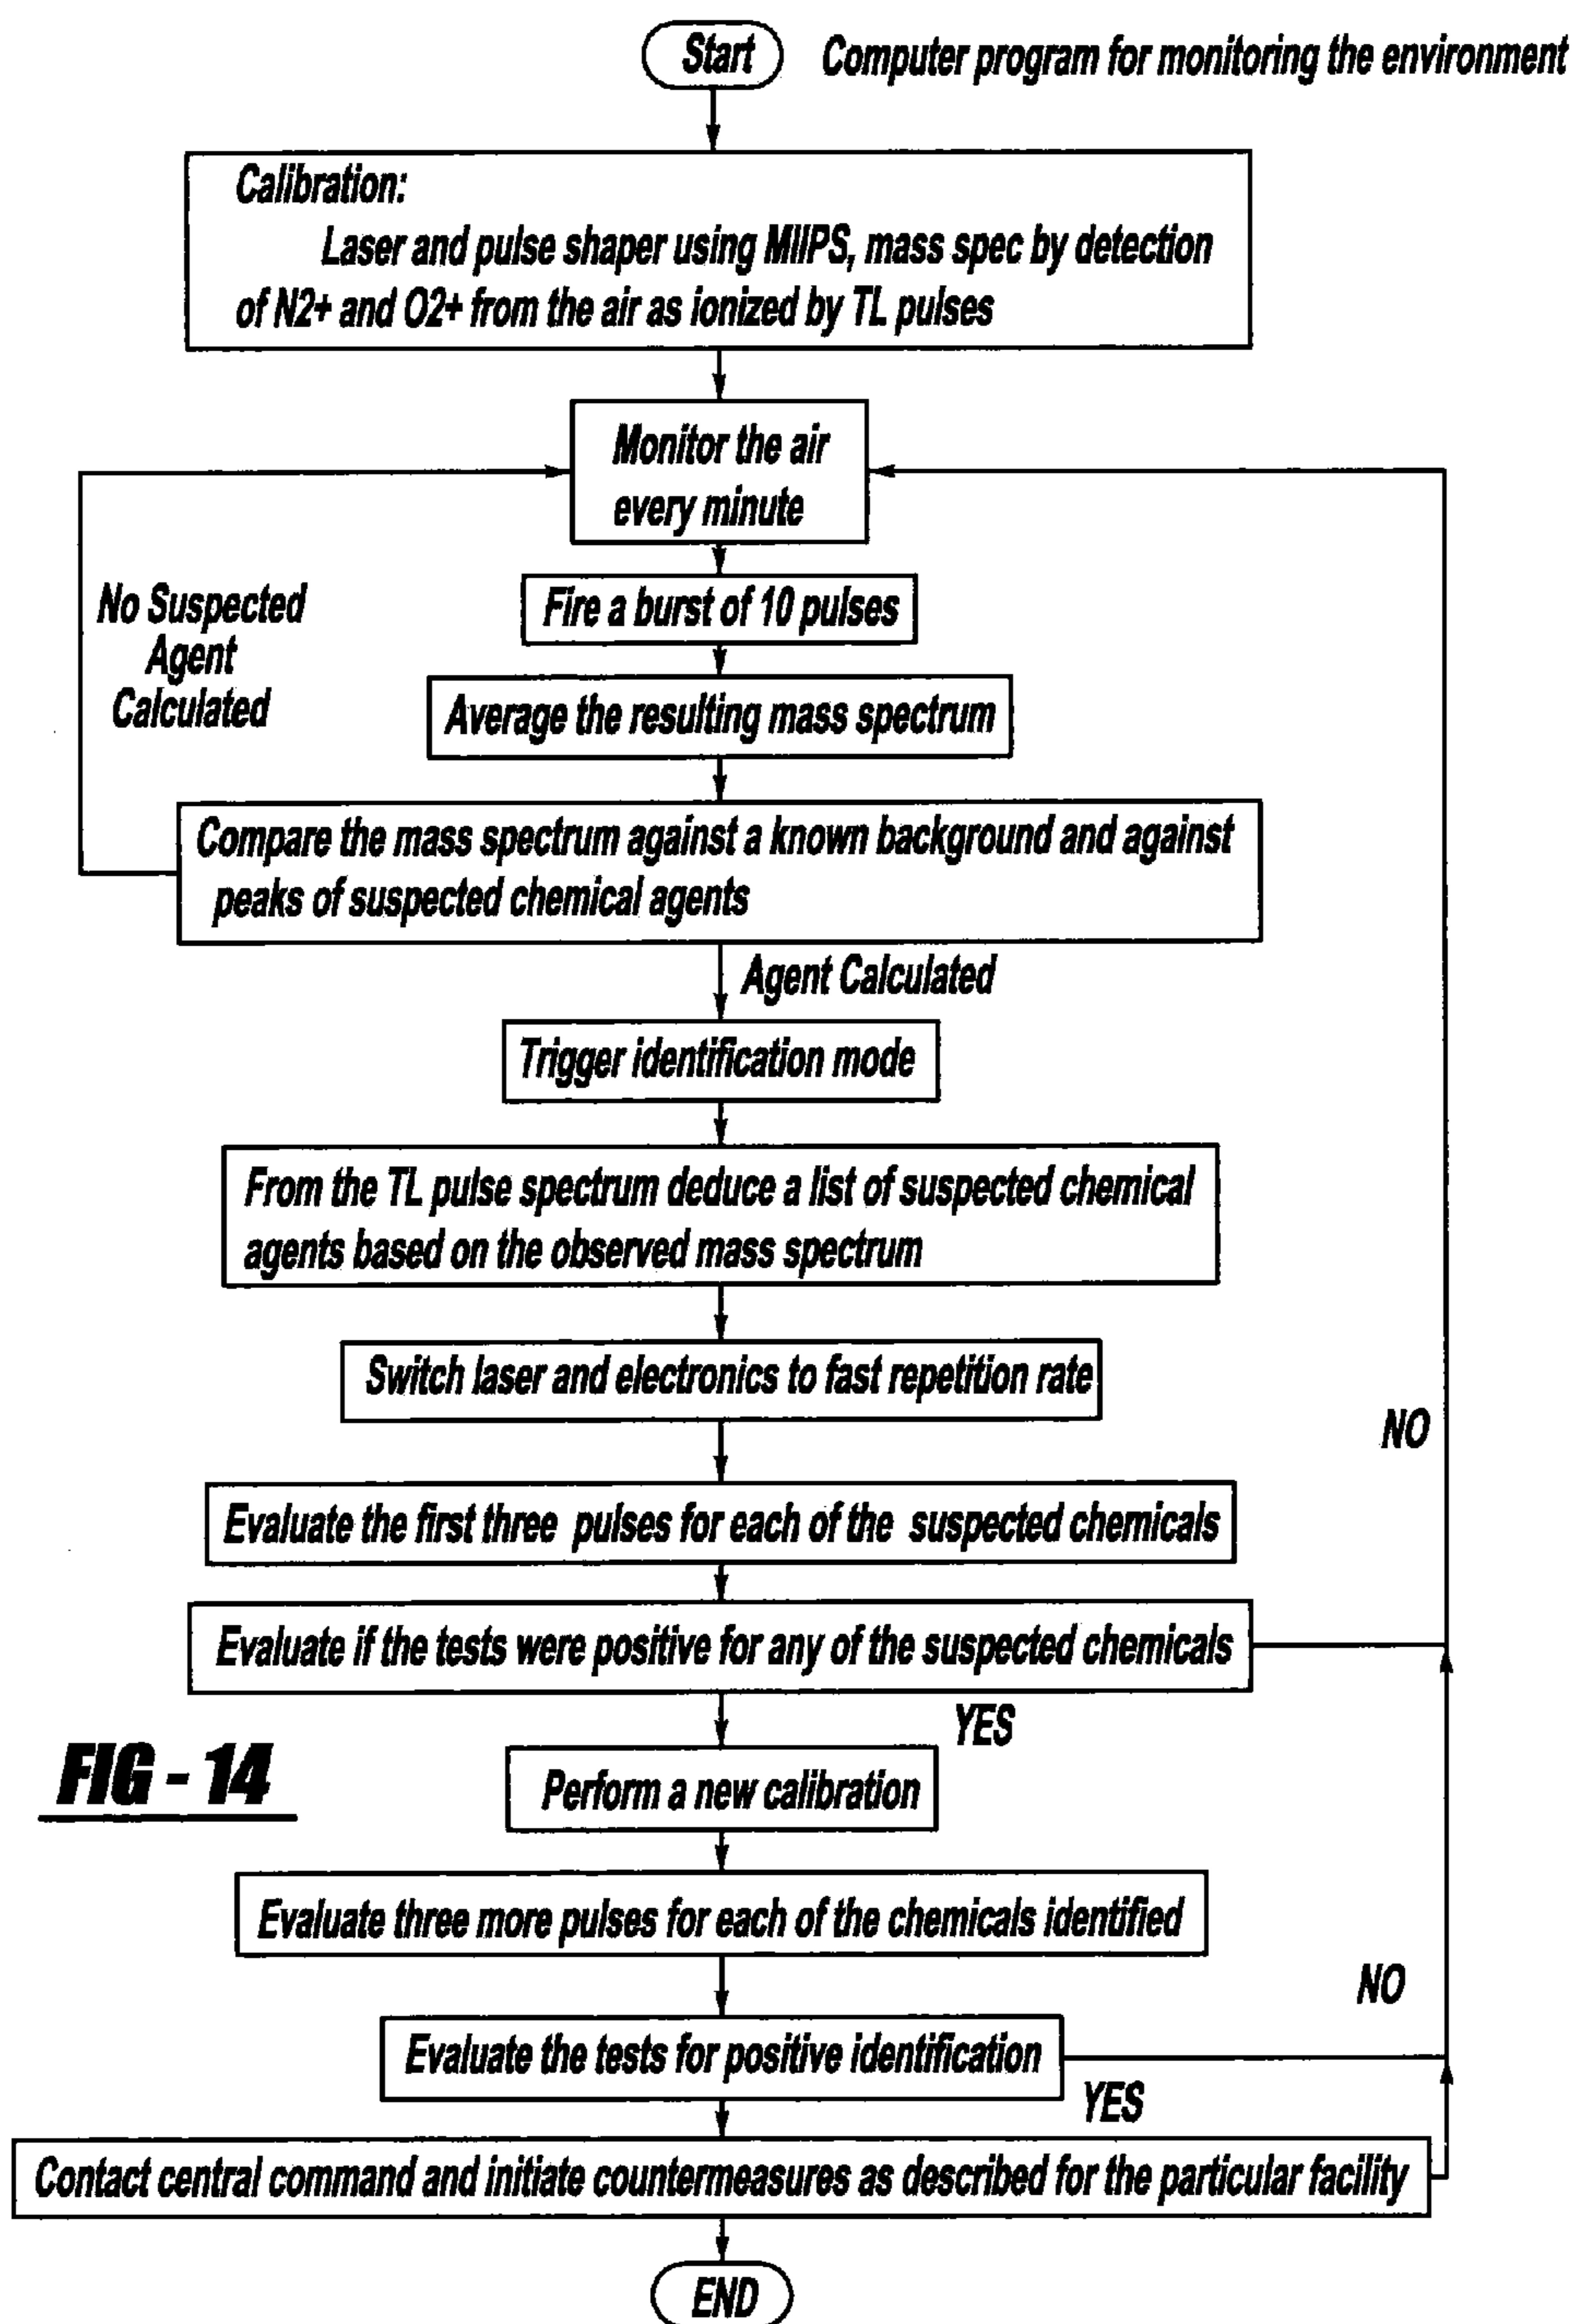 Start
Computer program for monitoring the environment
Calibration:
Laser and pulse shaper using MIIPS, mass spec by detection
of N2+ and O2+ from the air as ionized by TL pulses
Monitor the air
every minute
Fire a burst of 10 pulses
No Suspected
Agent
Calculated
Average the resulting mass spectrum
Compare the mass spectrum against a known background and against
peaks of suspected chemical agents
Agent Calculated
Trigger identification mode
From the TL pulse spectrum deduce a list of suspected chemical
agents based on the observed mass spectrum
Switch laser and electronics to fast repetition rate
NO
Evaluate the first three pulses for each of the suspected chemicals
Evaluate if the tests were positive for any of the suspected chemicals
YES
FIG - 14
Perform a new calibration
Evaluate three more pulses for each of the chemicals identified
NO
Evaluate the tests for positive identification
YES
Contact central command and initiate countermeasures as described for the particular facility
END